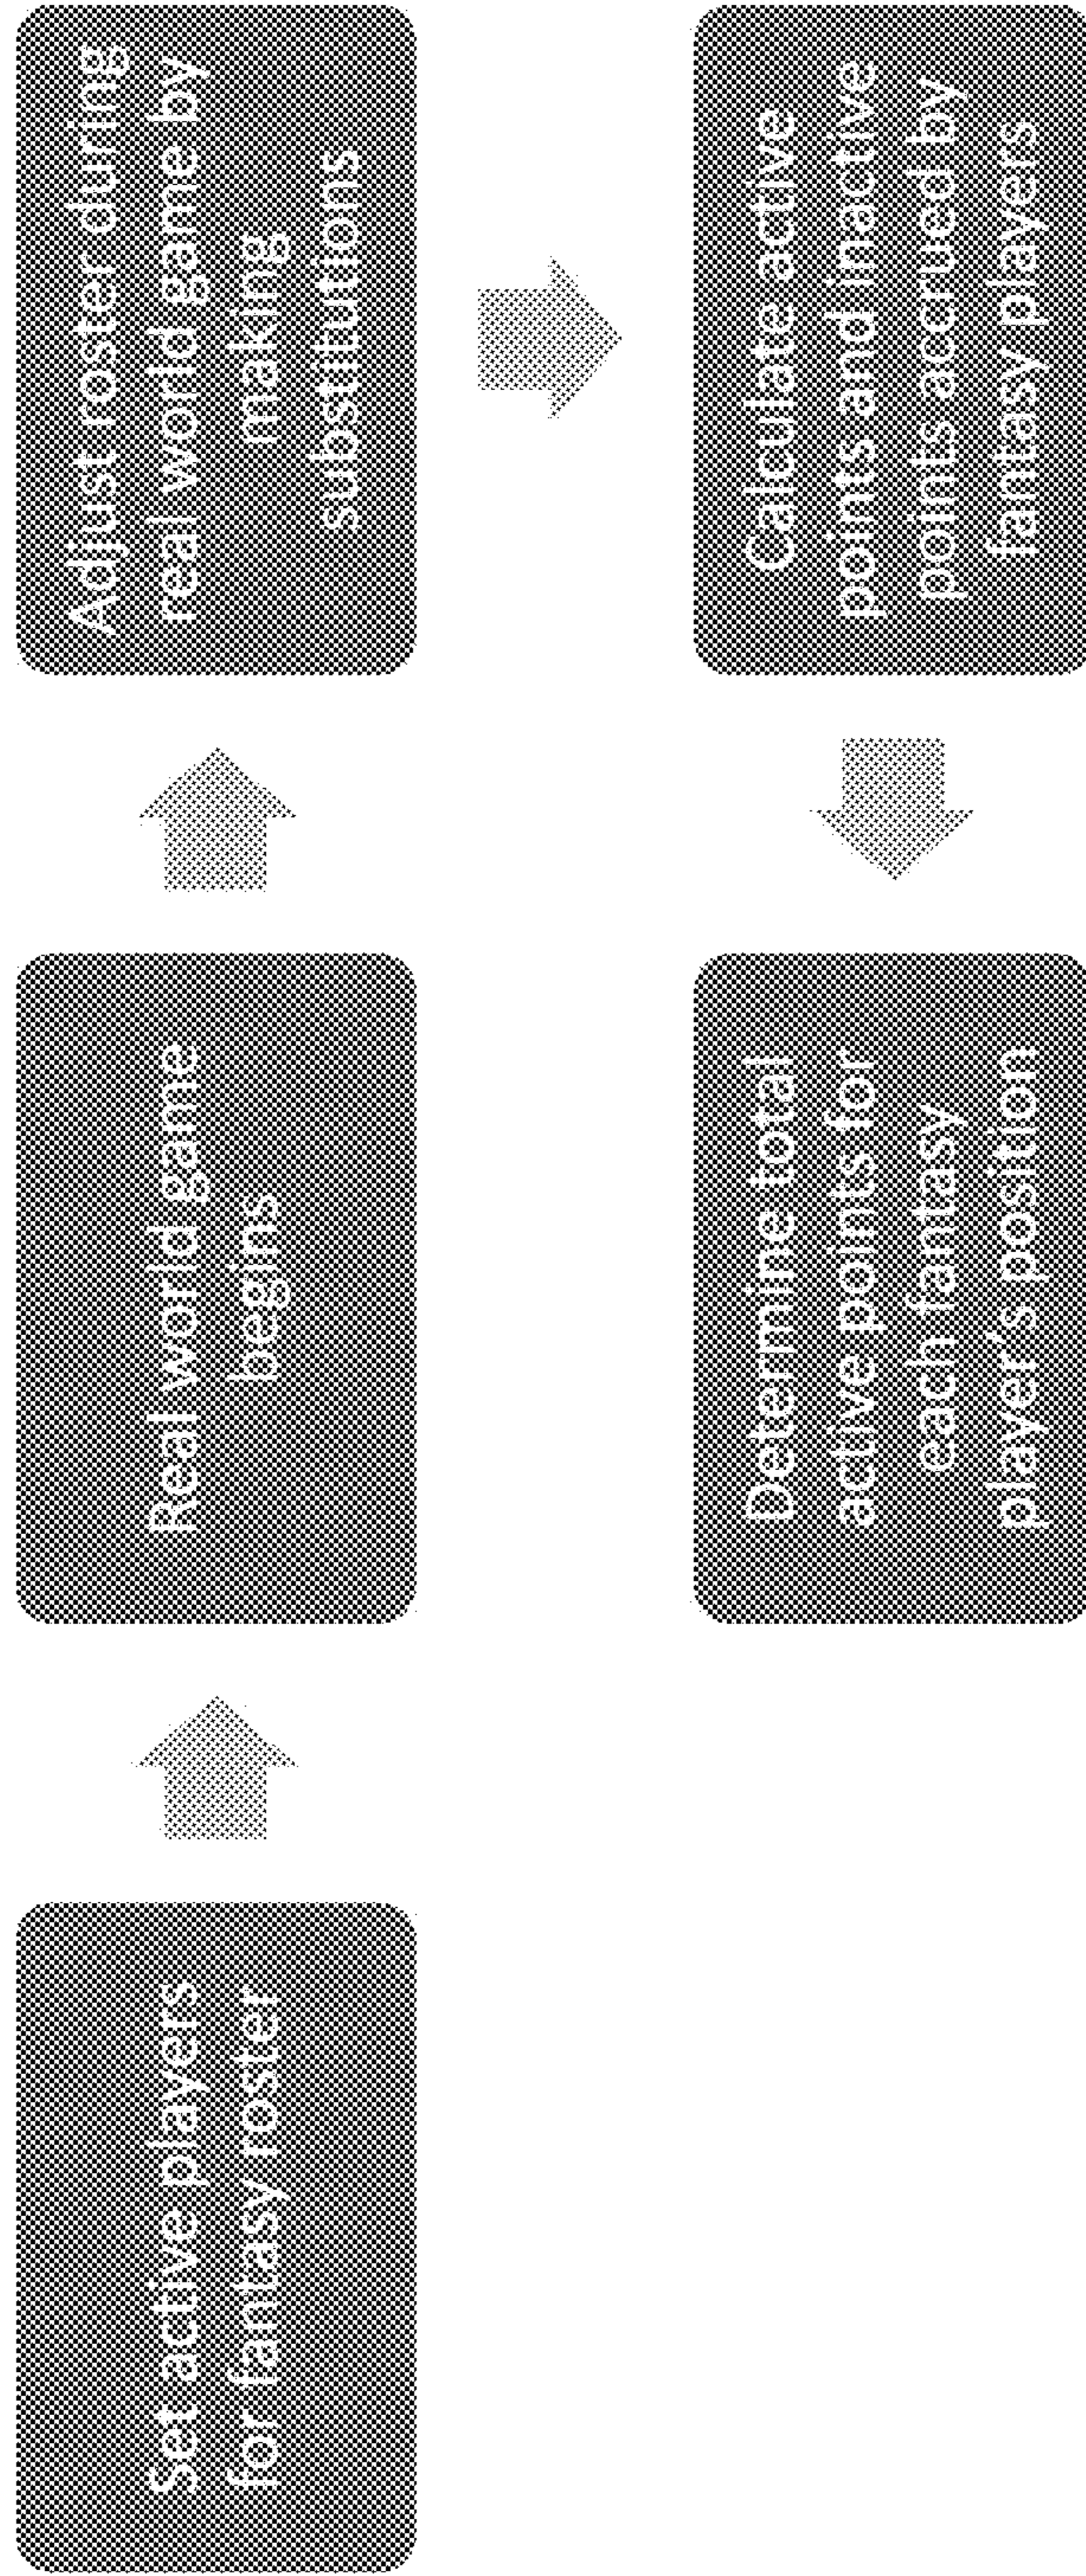 Set active players
for fantasy roster
Real world game
begins
Adjust roster during
real world game by
making
substitutions
Calculate active
points and inactive
points accrued by
fantasy players
Determine total
active points for
each fantasy
player's position